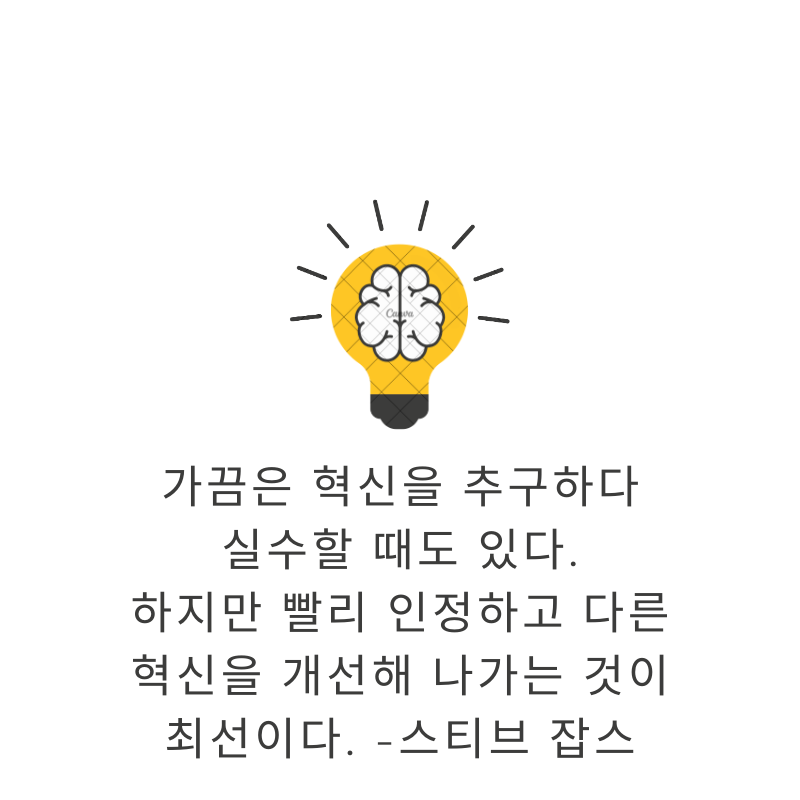 Canva
가끔은 혁신을 추구하다
실수할 때도 있다.
하지만 빨리 인정하고 다른
혁신을 개선해 나가는 것이
최선이다. -스티브 잡스